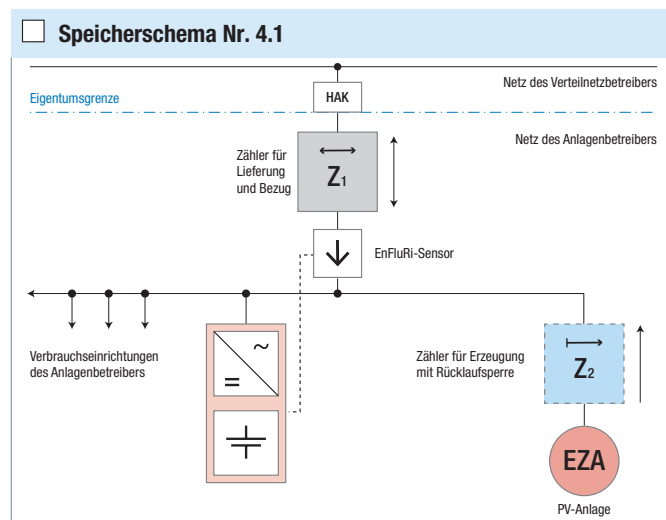 Speicherschema Nr. 4.1
Netz des Verteilnetzbetreibers
Eigentumsgrenze
HAK
Netz des Anlagenbetreibers
Zähler für
Lieferung
und Bezug
Z1
EnFluRi-Sensor
Verbrauchseinrichtungen
des Anlagenbetreibers
~
=
Zähler für Erzeugung
mit Rücklaufsperre
Z2
EZA
PV-Anlage